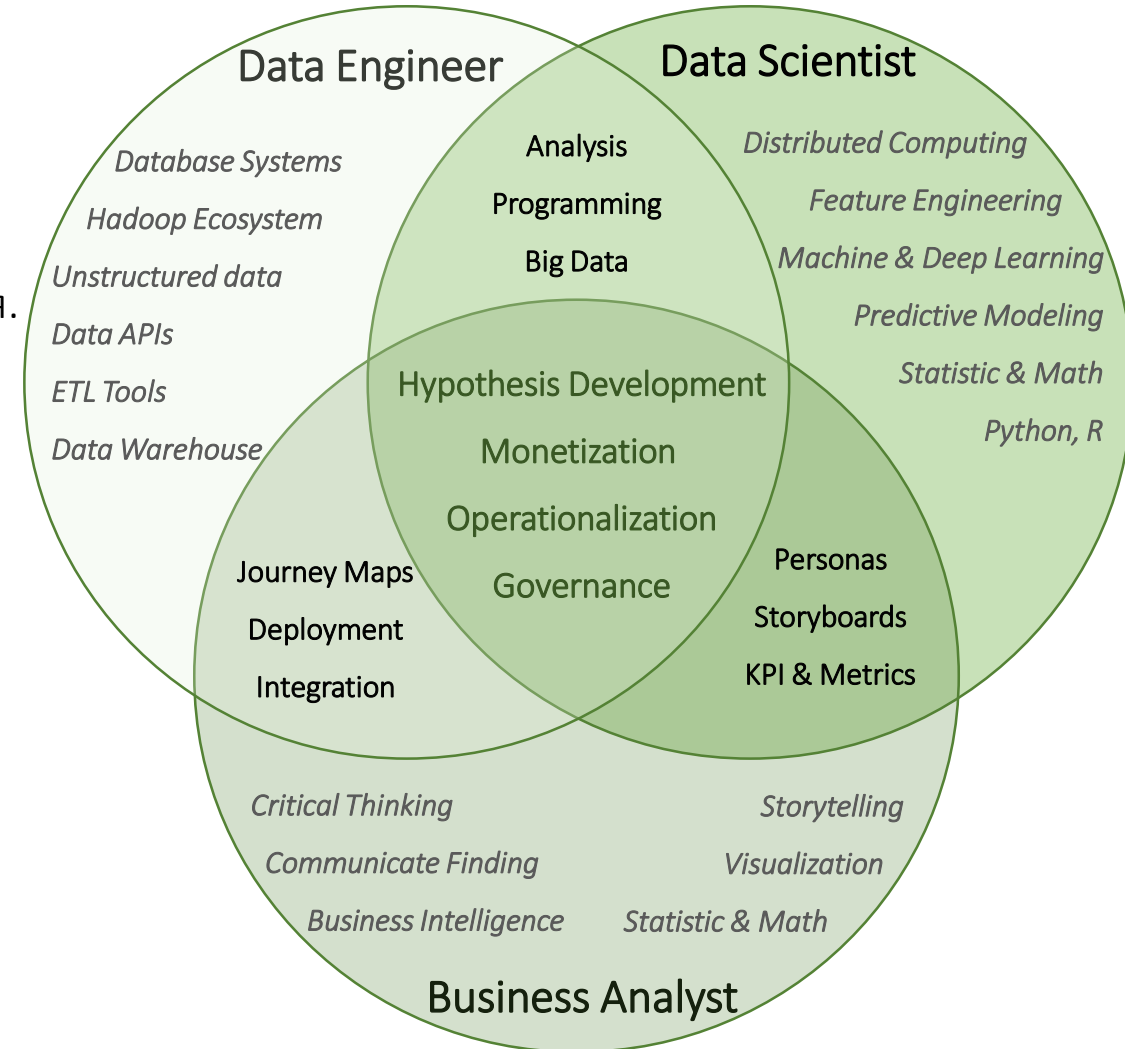 Data Engineer
Data Scientist
Database Systems
Hadoop Ecosystem
Unstructured data
Data APIs
ETL Tools
Data Warehouse
Analysis
Programming
Big Data
Distributed Computing
Feature Engineering
Machine & Deep Learning
Predictive Modeling
Statistic & Math
Python, R
Hypothesis Development
Monetization
Operationalization
Governance
Journey Maps
Deployment
Integration
Personas
Storyboards
KPI & Metrics
Critical Thinking
Communicate Finding
Business Intelligence
Storytelling
Visualization
Statistic & Math
Business Analyst